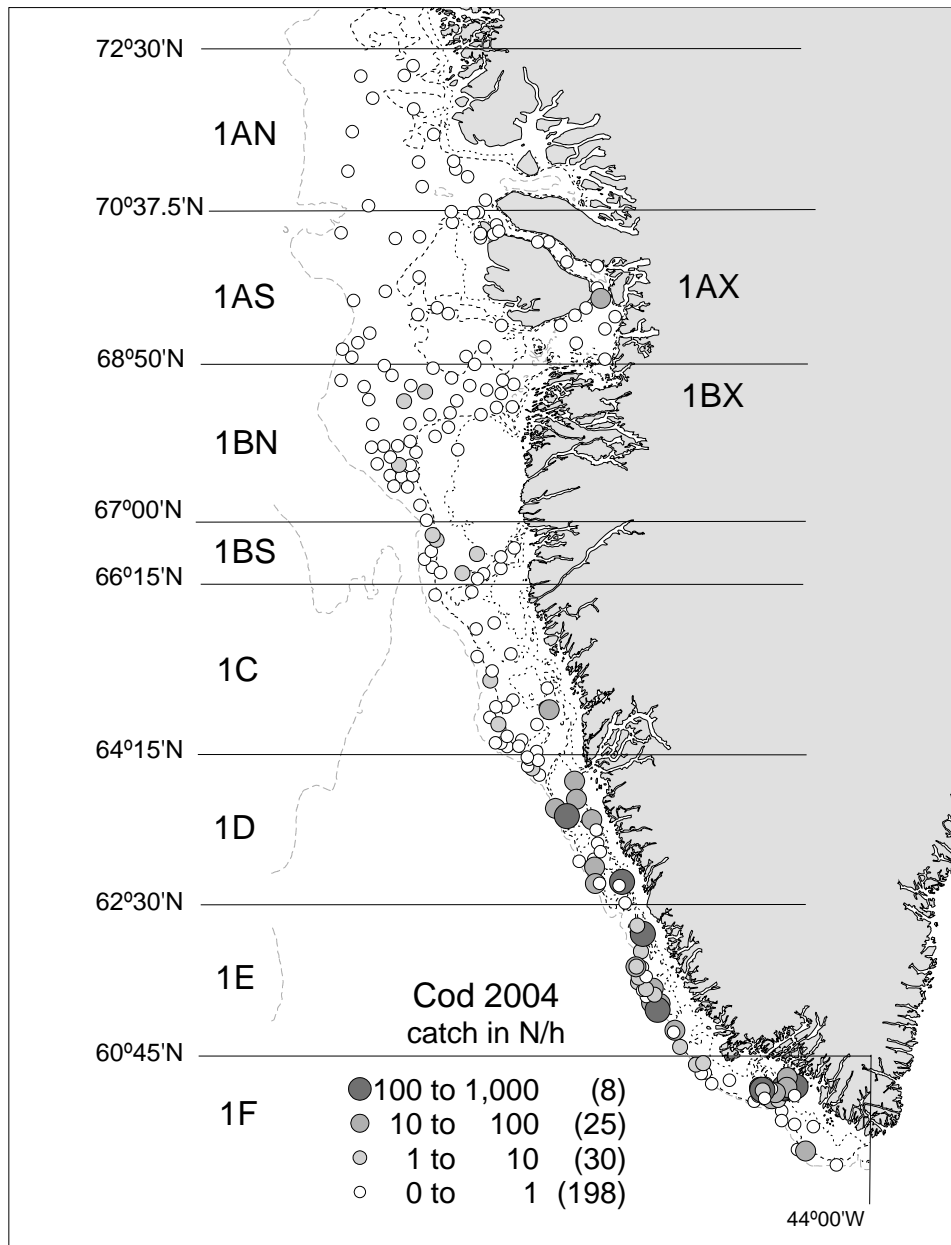 72º30'N
1AN
70º37.5'N
1AS
1AX
68º50'N
1BX
1BN
67º00'N
1BS
66º15'N
1C
64º15'N
1D
62º30'N
1E
Cod 2004
catch in N/h
60º45'N
100 to 1,000 (8)
1F
10 to 100 (25)
1 to 10 (30)
0 to 1 (198)
44º00'W